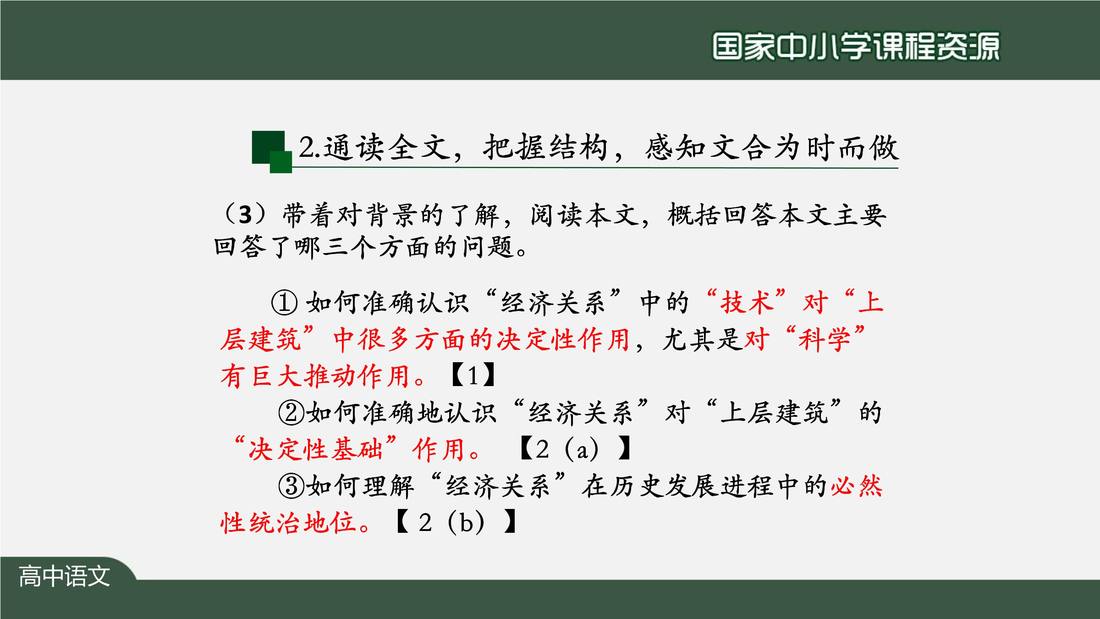 国家中小学课程资源
2.通读全文，把握结构，感知文合为时而做
（3）带着对背景的了解，阅读本文，概括回答本文主要
回答了哪三个方面的问题。
① 如何准确认识“经济关系”中的“技术”对“上
层建筑”中很多方面的决定性作用，尤其是对“科学”
有巨大推动作用。【1】
②如何准确地认识“经济关系”对“上层建筑”的
“决定性基础”作用。 【2（a）】
③如何理解“经济关系”在历史发展进程中的必然
性统治地位。【 2（b）】
高中语文